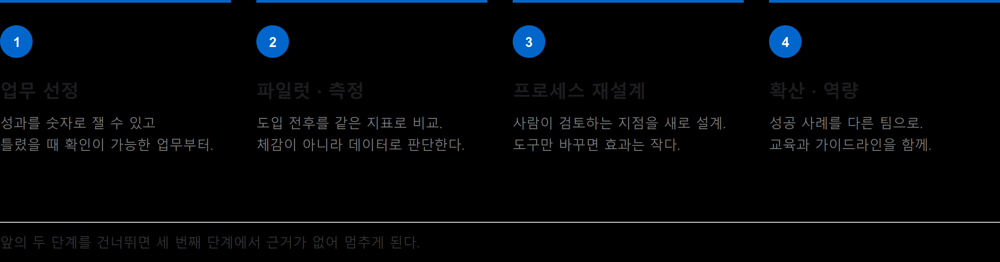 1
업무 선정
성과를 숫자로 잴 수 있고
틀렸을 때 확인이 가능한 업무부터.
2
파일럿 · 측정
도입 전후를 같은 지표로 비교.
체감이 아니라 데이터로 판단한다.
3
프로세스 재설계
사람이 검토하는 지점을 새로 설계.
도구만 바꾸면 효과는 작다.
4
확산 · 역량
성공 사례를 다른 팀으로.
교육과 가이드라인을 함께.
앞의 두 단계를 건너뛰면 세 번째 단계에서 근거가 없어 멈추게 된다.